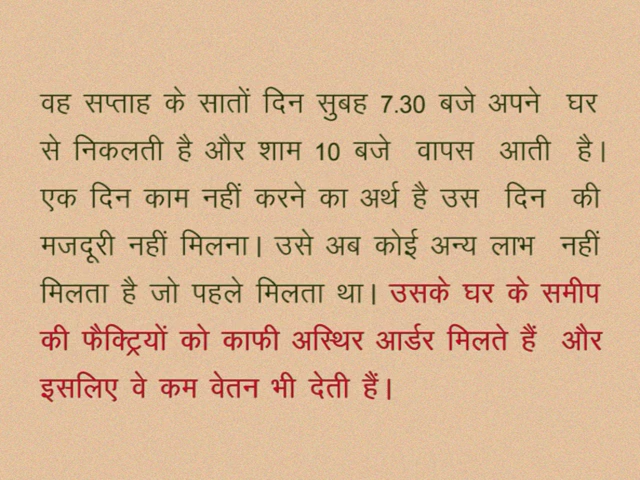 वह सप्ताह के सातों दिन सुबह 7.30 बजे अपने घर
से निकलती है और शाम 10 बजे वापस आती है।
एक दिन काम नहीं करने का अर्थ है उस दिन की
मजदूरी नहीं मिलना। उसे अब कोई अन्य लाभ नहीं
मिलता है जो पहले मिलता था। उसके घर के समीप
की फैक्ट्रियों को काफी अस्थिर आर्डर मिलते हैं और
इसलिए वे कम वेतन भी देती हैं।